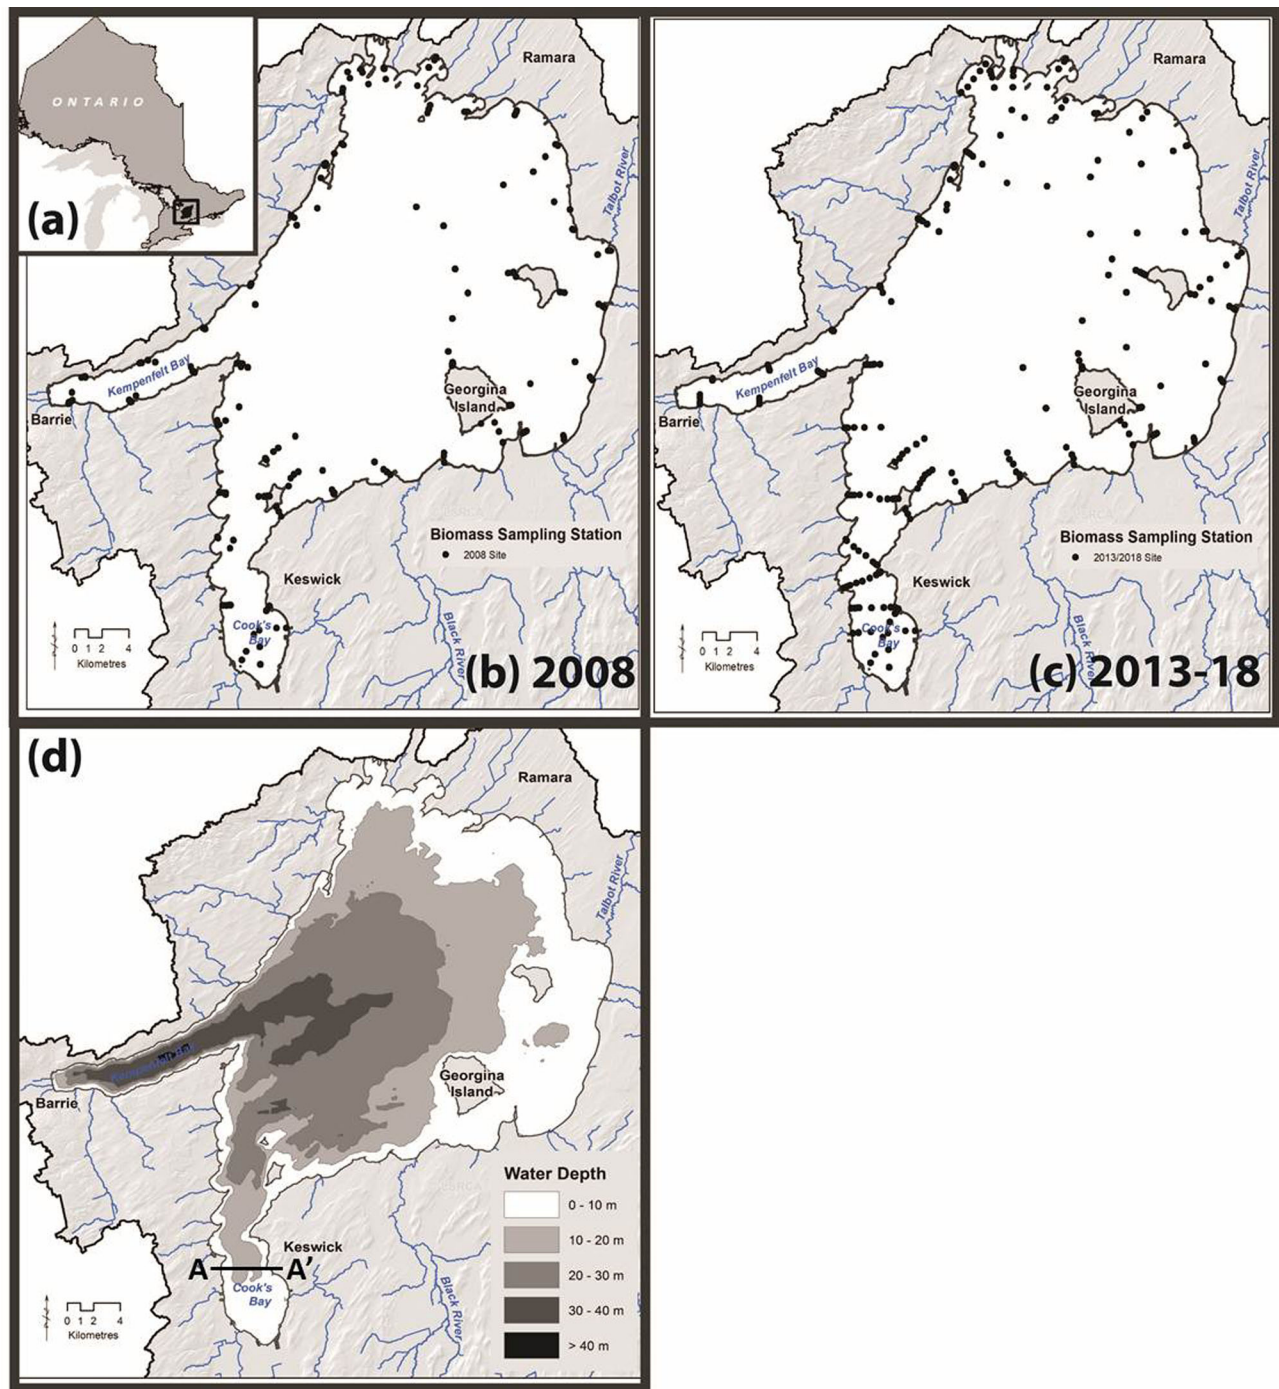 ONTARIO
(a)
Ramara
Talbot River
Kempenfelt Bay
Barrie
Georgina
Island
Biomass Sampling Station
2008 Site
Keswick
Cook's
Bay
Black River
0 1 2 4
Kilometres
(b) 2008
Ramara
Talbot River
Kempenfelt Bay
Barrie
Georgina
Island
Biomass Sampling Station
2013/2018 Site
Keswick
Cook's
Bay
Black River
0 1 2 4
Kilometres
(c) 2013-18
(d)
Ramara
Talbot River
Kempenfelt Bay
Barrie
Georgina
Island
Water Depth
0 - 10 m
10 - 20 m
20 - 30 m
30 - 40 m
> 40 m
Keswick
A A’
Cook's
Bay
Black River
0 1 2 4
Kilometres